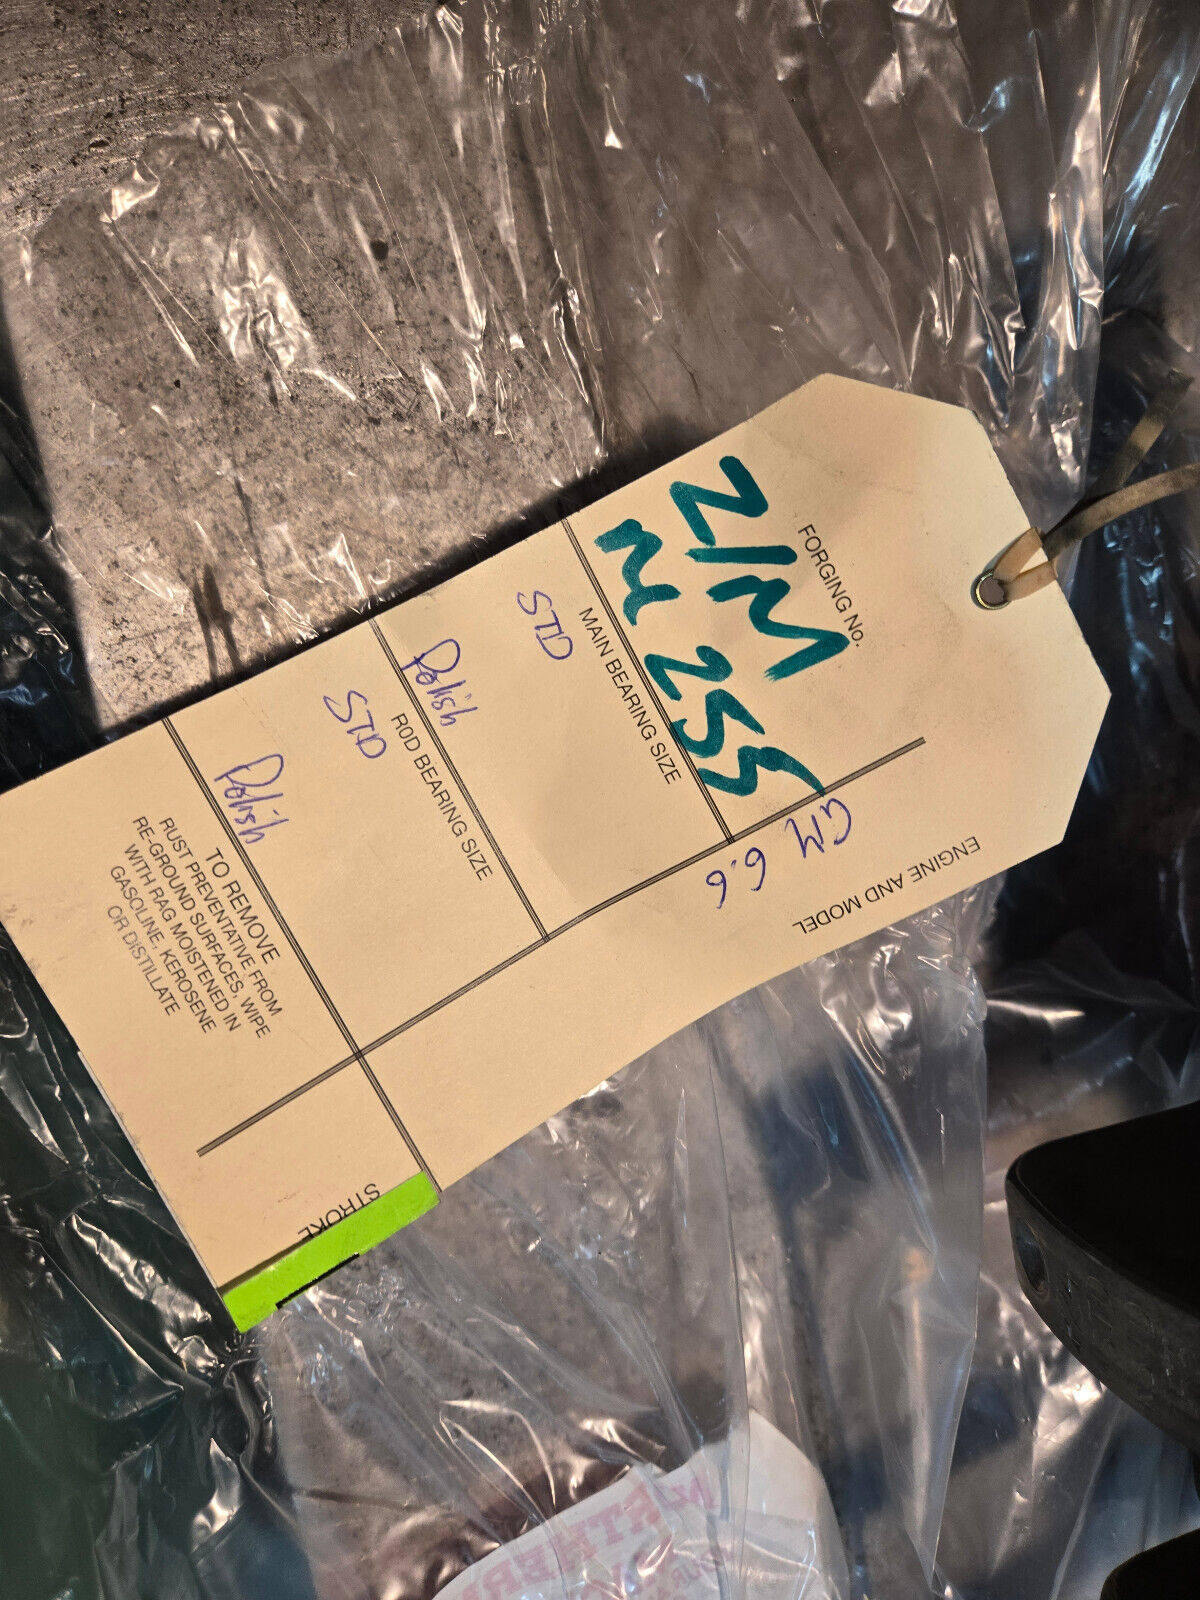 FORGING No.
Z/M
M 255
ENGINE AND MODEL
GM
6.6
MAIN BEARING SIZE
STD
Polish
ROD BEARING SIZE
STD
Polish
STROKE
TO REMOVE
RUST PREVENTATIVE FROM
RE-GROUND SURFACES, WIPE
WITH RAG MOISTENED IN
GASOLINE, KEROSENE
OR DISTILLATE